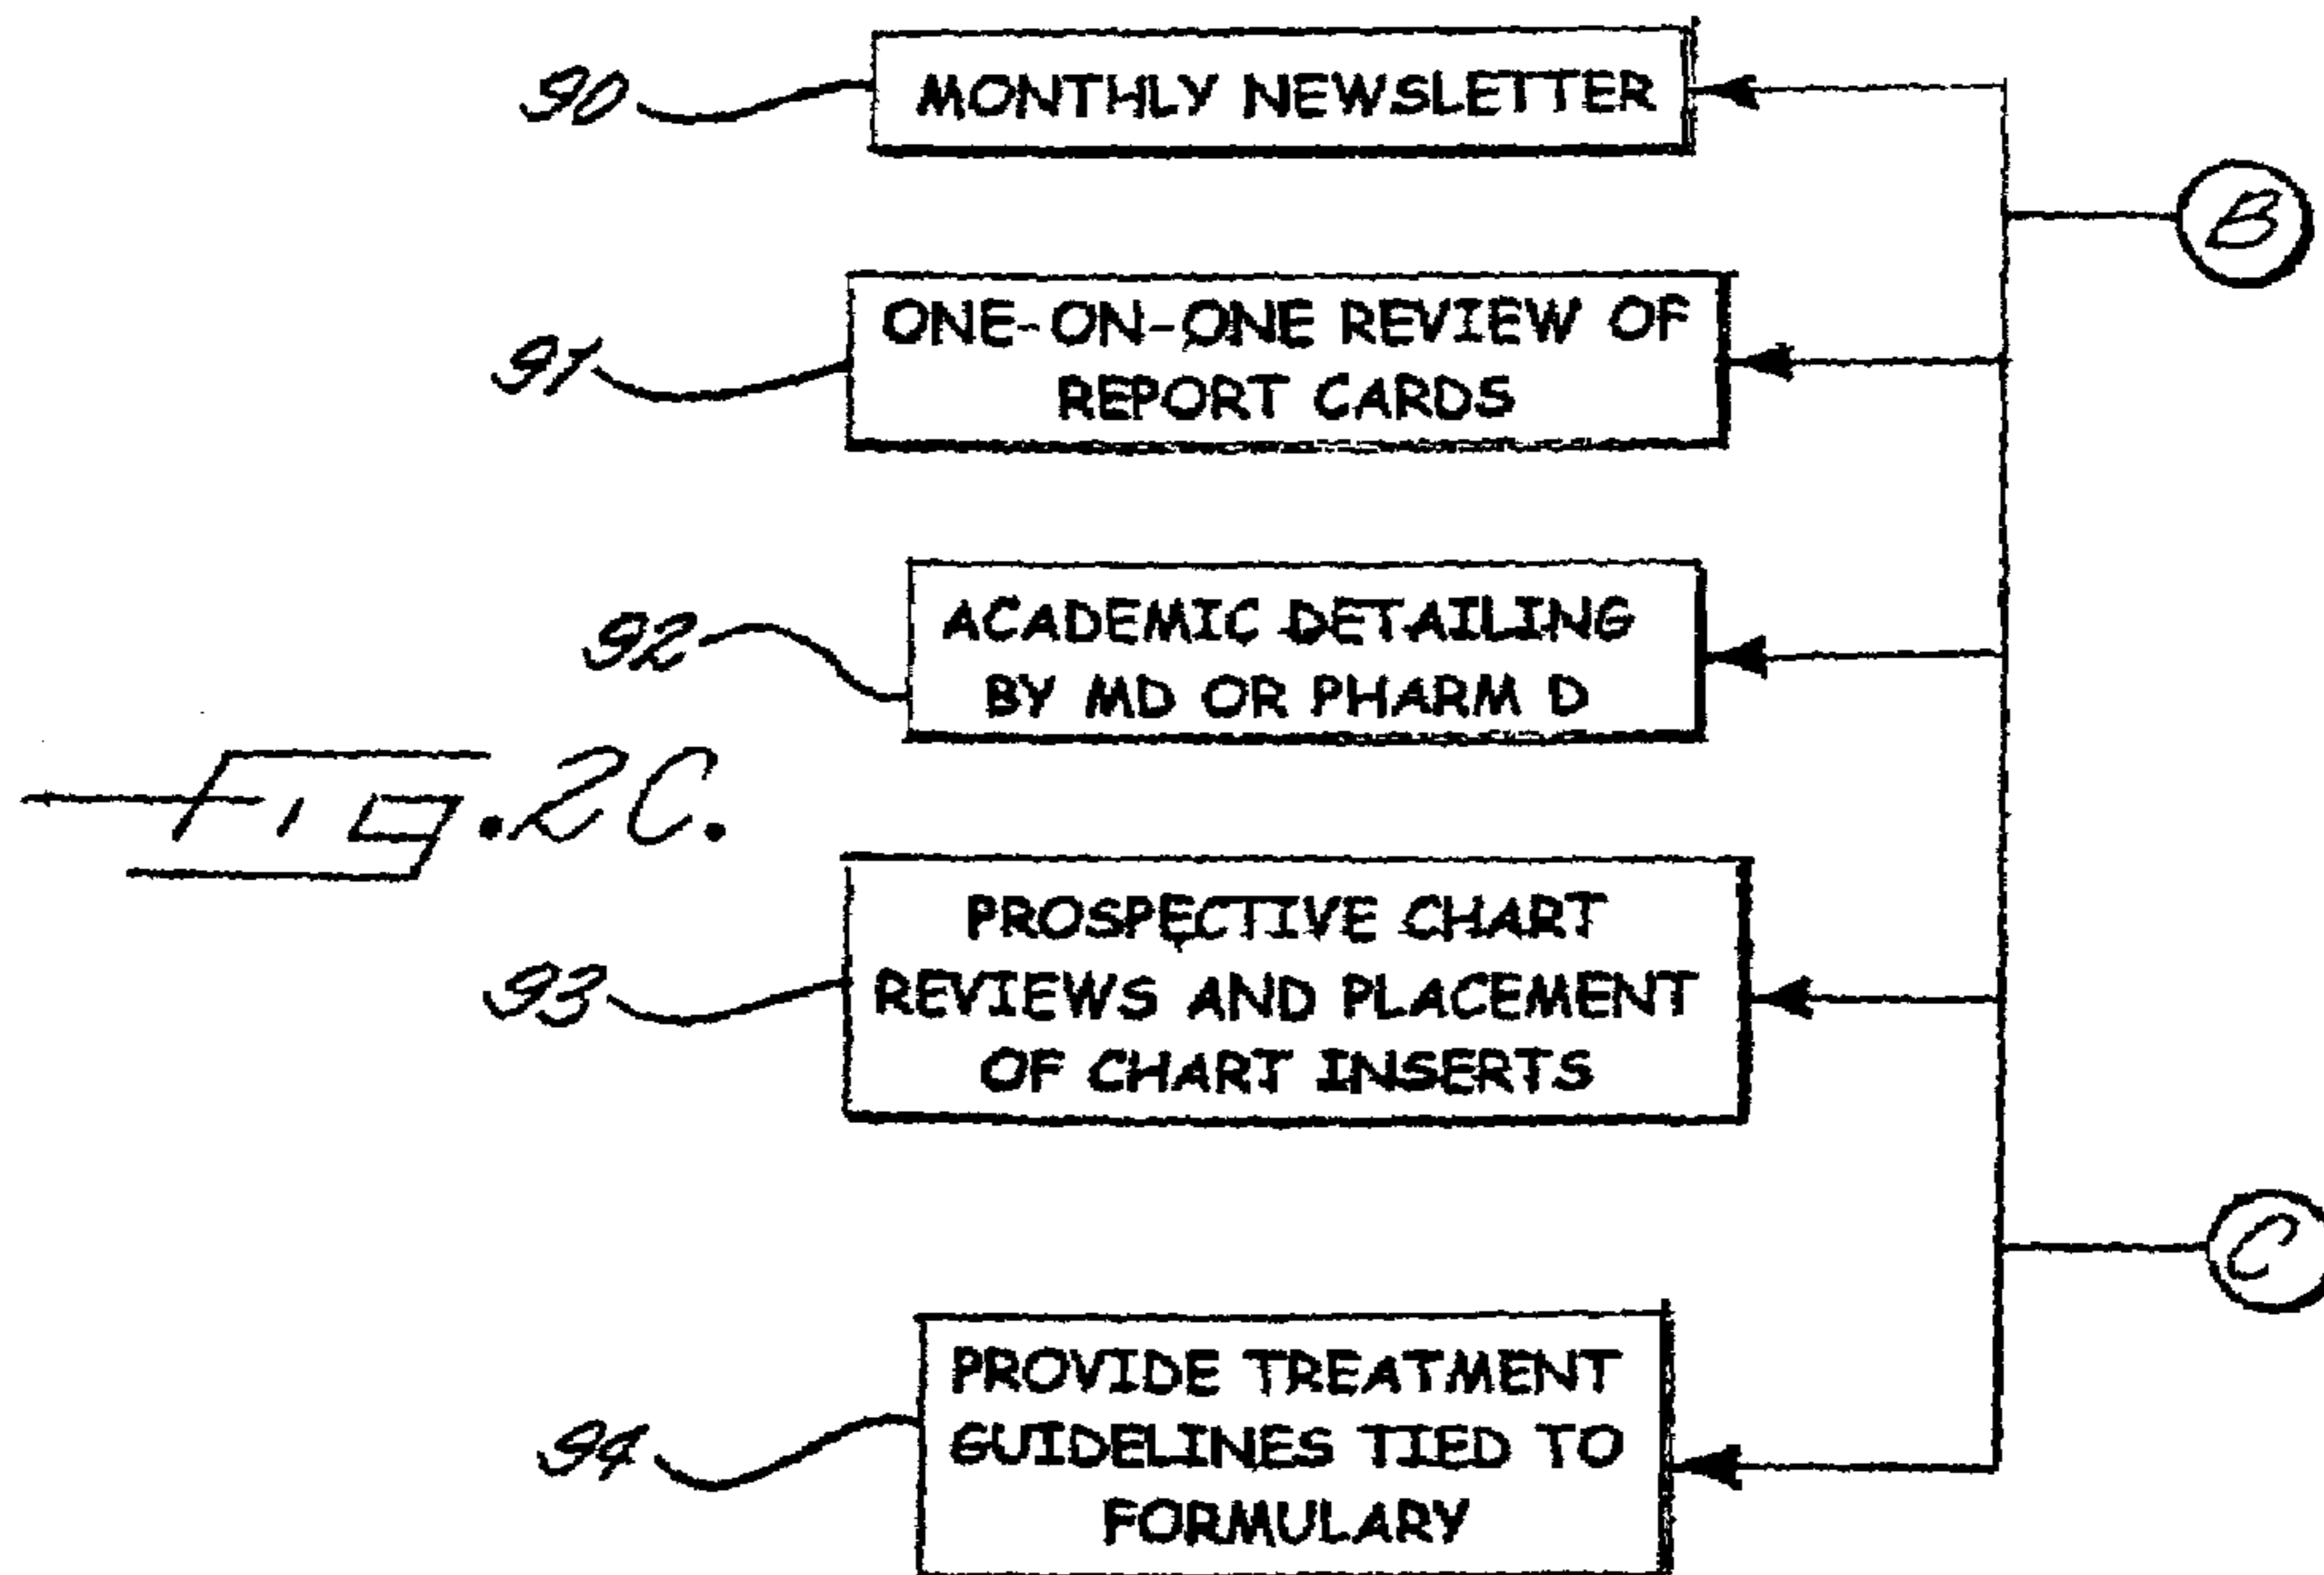 90
MONTHLY NEWSLETTER
B
91
ONE-ON-ONE REVIEW OF
REPORT CARDS
92
ACADEMIC DETAILING
BY MD OR PHARM D
Fig. 2C.
93
PROSPECTIVE CHART
REVIEWS AND PLACEMENT
OF CHART INSERTS
C
94
PROVIDE TREATMENT
GUIDELINES TIED TO
FORMULARY